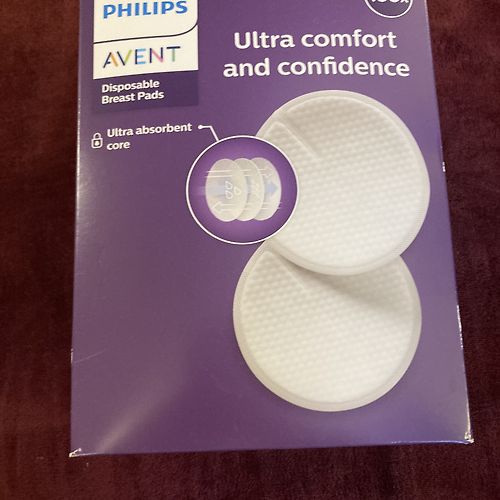 PHILIPS
AVENT
Disposable
Breast Pads
Ultra absorbent
core
Ultra comfort
and confidence